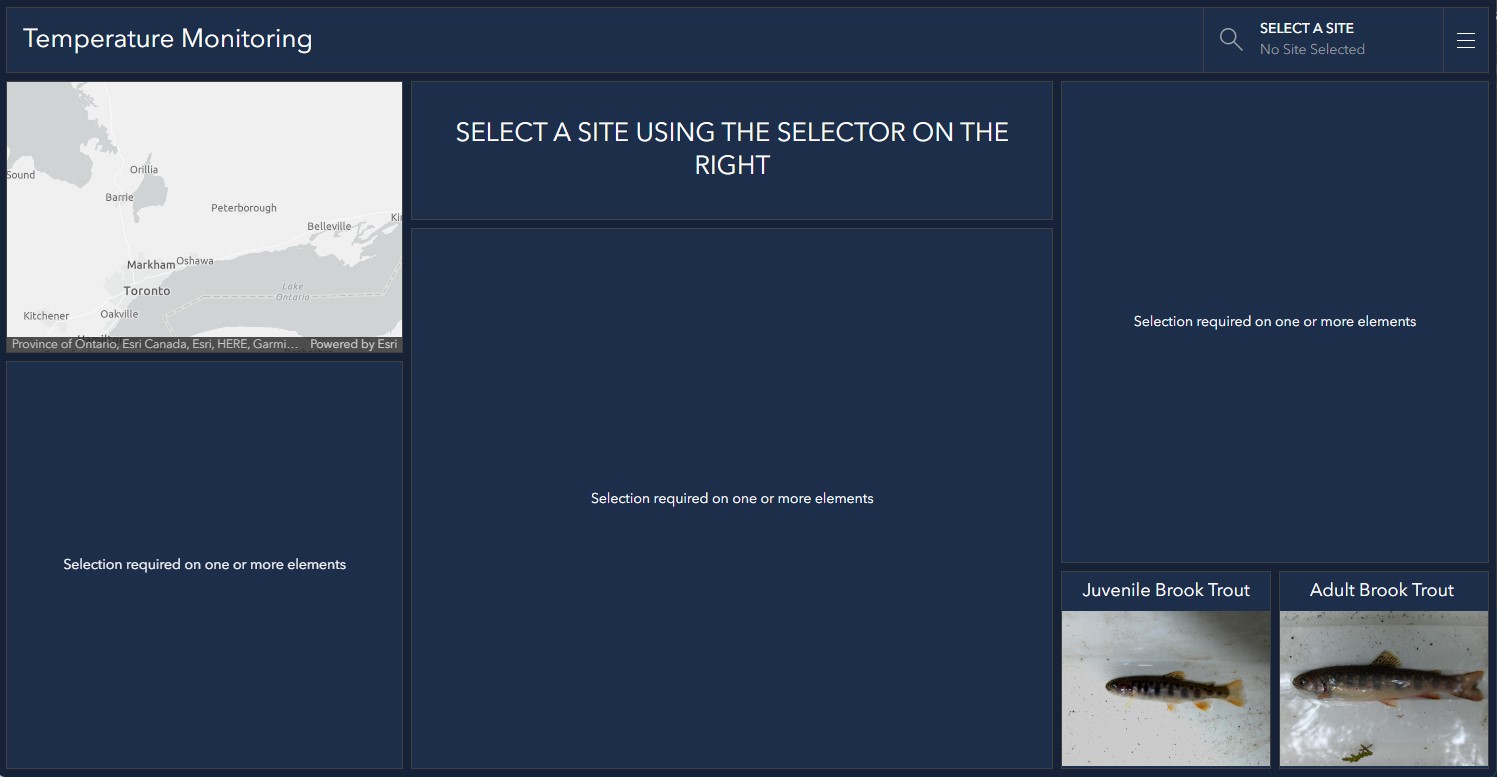 Temperature Monitoring
SELECT A SITE
No Site Selected
Sound
Orillia
Barrie
Peterborough
Belleville
Markham
Oshawa
Toronto
Lake
Ontario
Kitchener
Oakville
Province of Ontario, Esri Canada, Esri, HERE, Garmi...
Powered by Esri
SELECT A SITE USING THE SELECTOR ON THE
RIGHT
Selection required on one or more elements
Selection required on one or more elements
Selection required on one or more elements
Juvenile Brook Trout
Adult Brook Trout